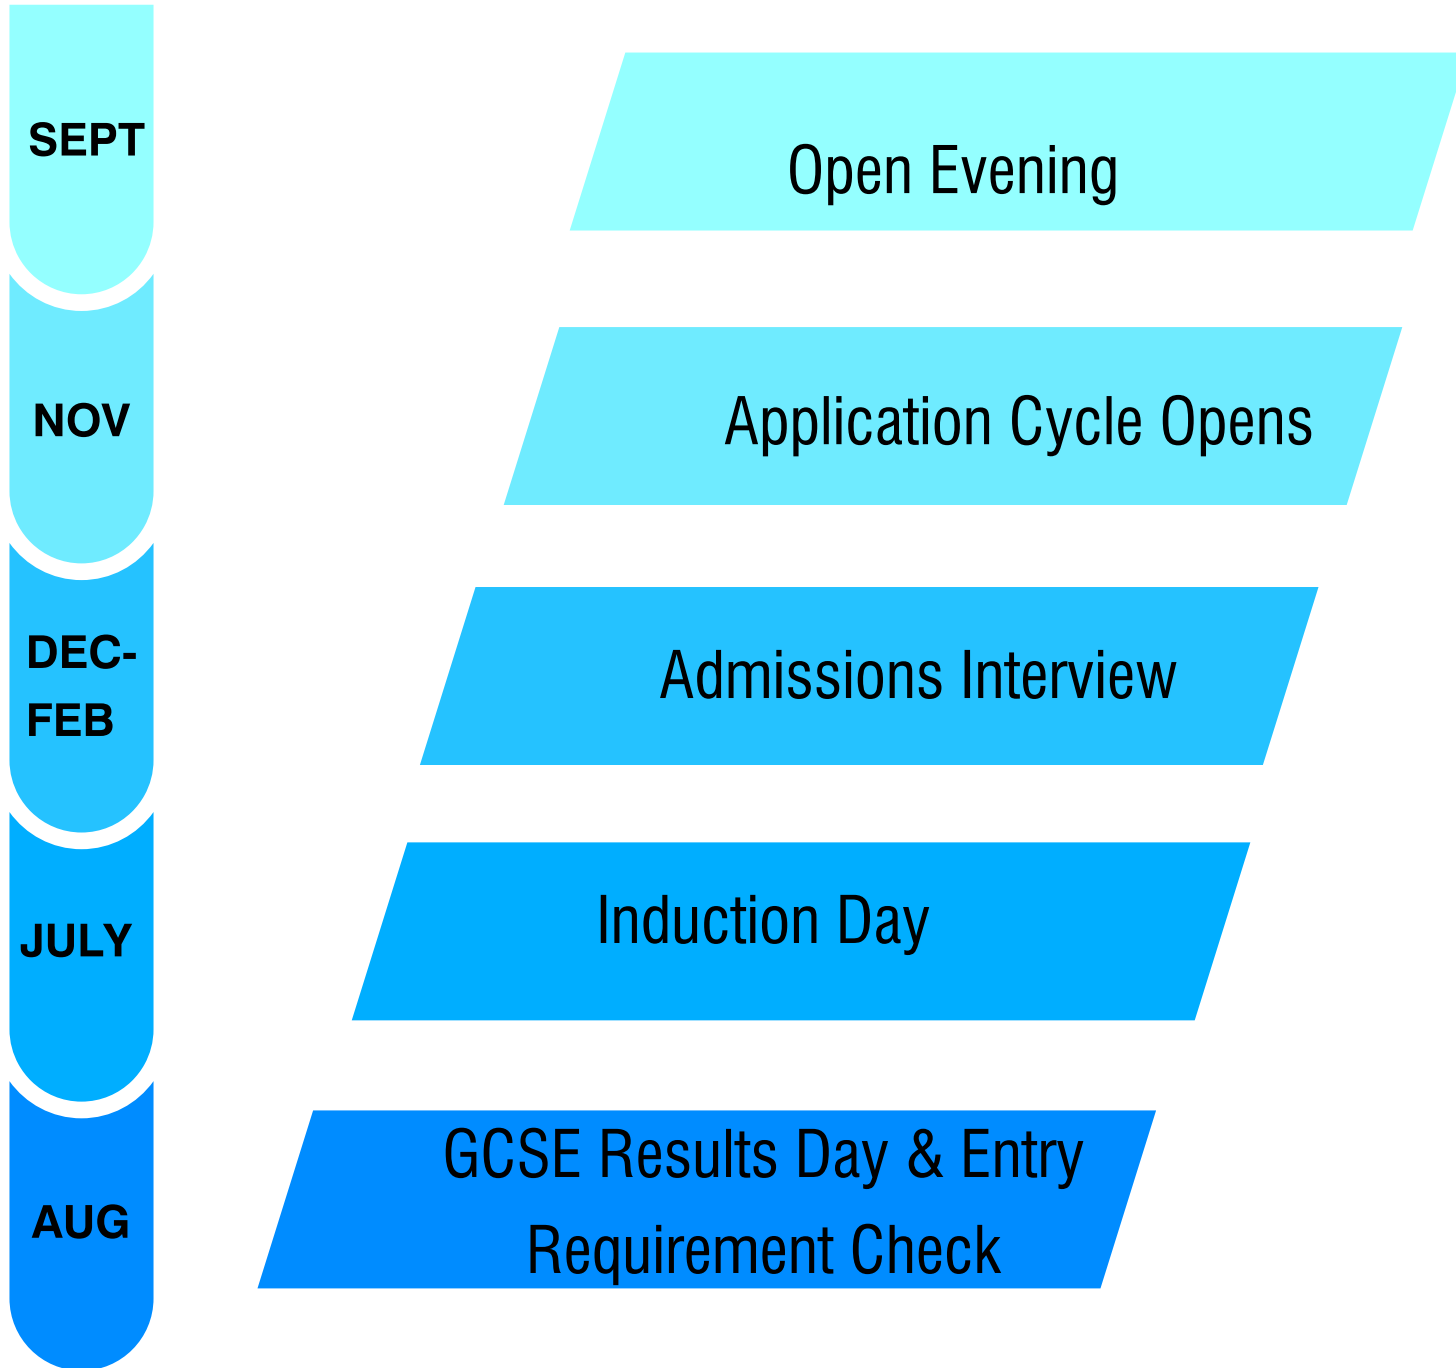 SEPT
Open Evening
NOV
Application Cycle Opens
DEC-
FEB
Admissions Interview
JULY
Induction Day
AUG
GCSE Results Day & Entry
Requirement Check